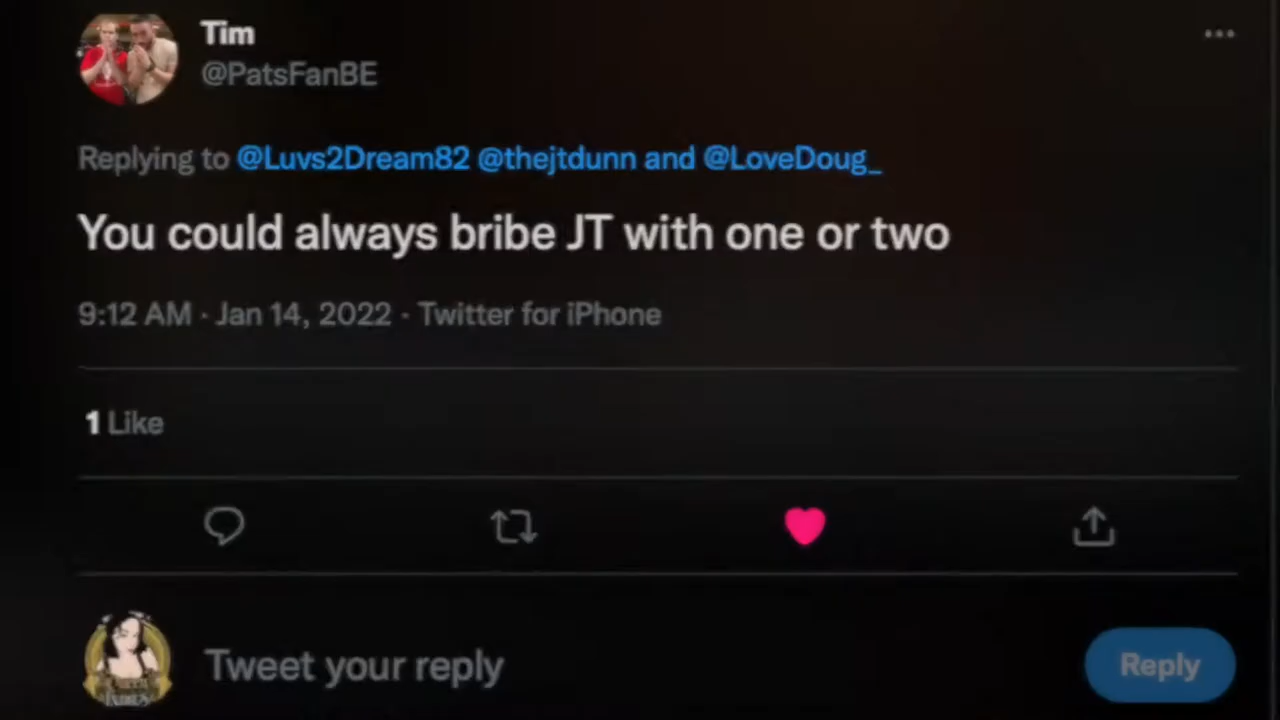 Tim
@PatsFanBE
Replying to @Luvs2Dream82 @thejtdunn and @LoveDoug_
You could always bribe JT with one or two
9:12 AM · Jan 14, 2022 · Twitter for iPhone
1 Like
Tweet your reply
Reply